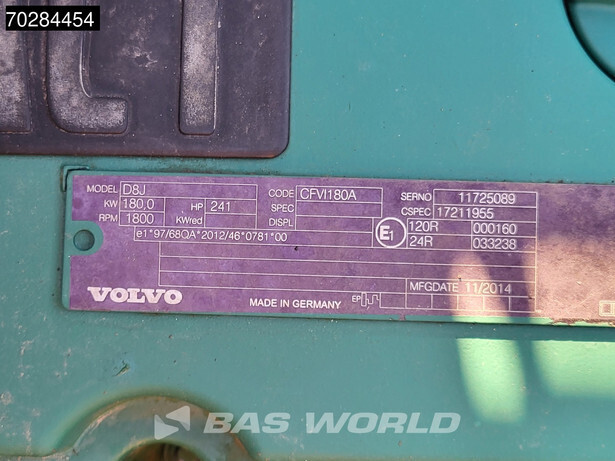 70284454
ACT
MODEL D8J CODE CFVI180A SERNO 11725089
KW 180,0 HP 241 SPEC CSPEC 17211955
RPM 1800 KWred DISPL E1 120R 000160
e1*97/68QA*2012/46*0781*00 24R 033238
MFGDATE 11/2014
VOLVO MADE IN GERMANY EP
BAS WORLD